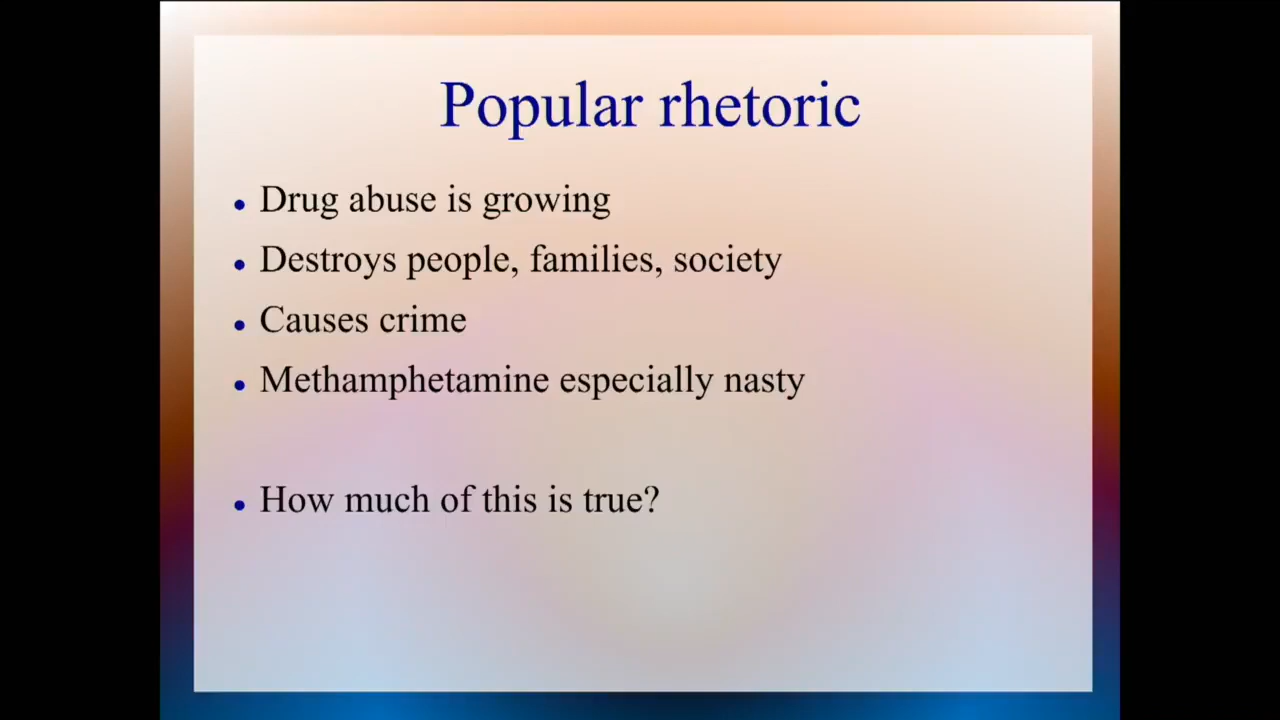 Popular rhetoric
Drug abuse is growing
Destroys people, families, society
Causes crime
Methamphetamine especially nasty
How much of this is true?